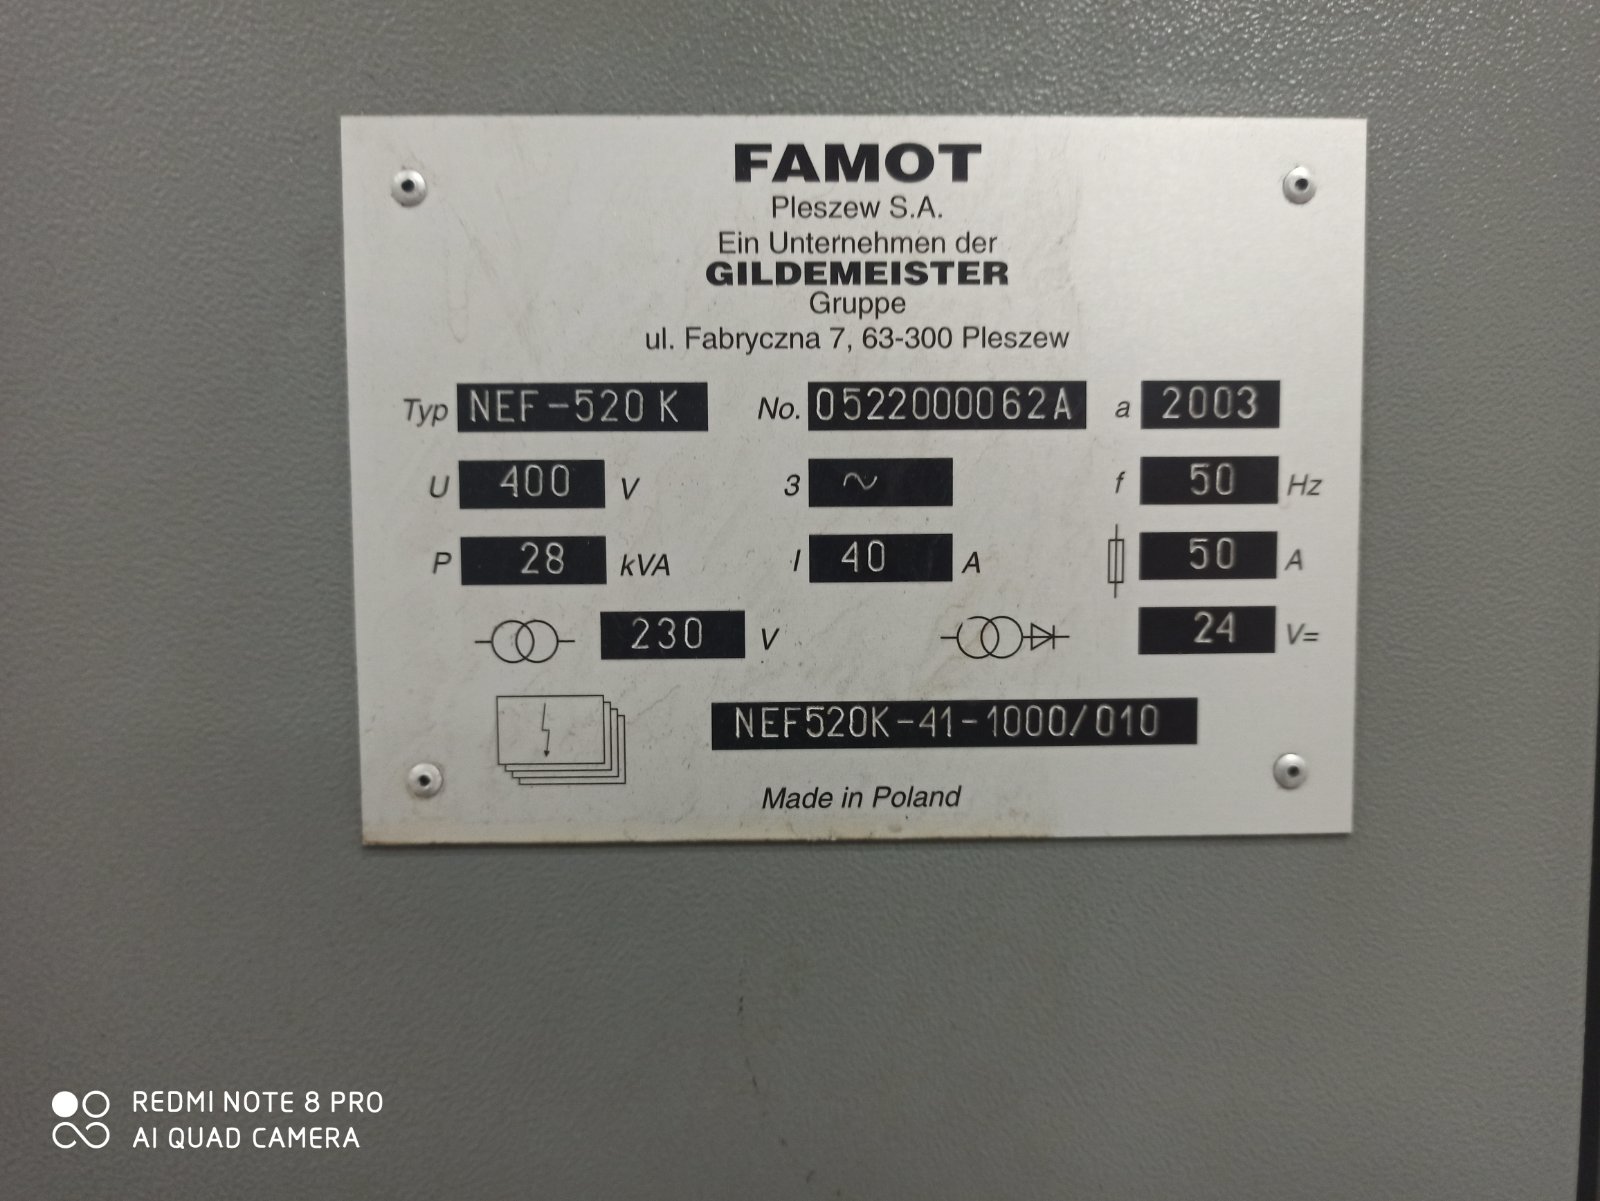 FAMOT
Pleszew S.A.
Ein Unternehmen der
GILDEMEISTER
Gruppe
ul. Fabryczna 7, 63-300 Pleszew
Typ NEF-520 K No. 0522000062A a 2003
U 400 V 3 ~ f 50 Hz
P 28 kVA I 40 A 50 A
230 V 24 V=
NEF520K-41-1000/010
Made in Poland
REDMI NOTE 8 PRO
AI QUAD CAMERA